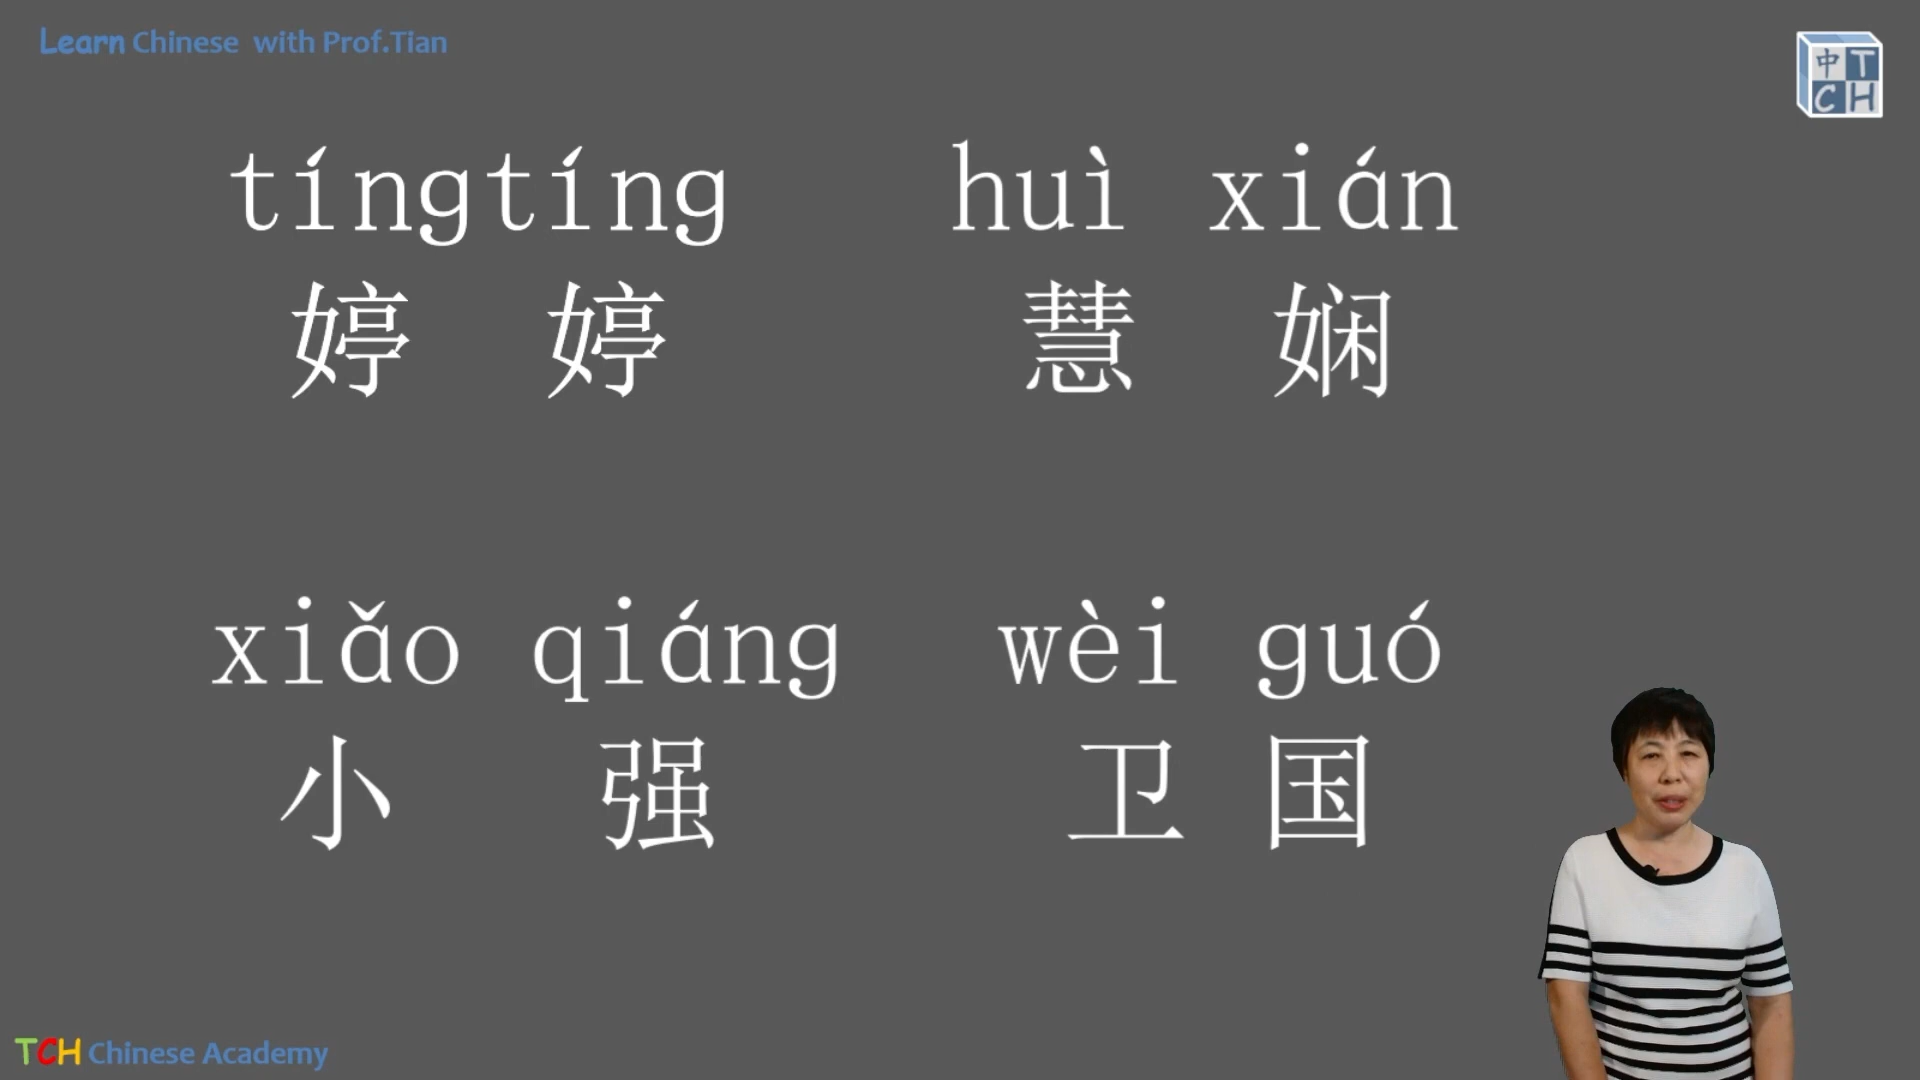 Learn Chinese with Prof.Tian
中T
CH
tíngtíng huì xián
婷 婷 慧 娴
xiǎo qiáng wèi guó
小 强 卫 国
TCH Chinese Academy